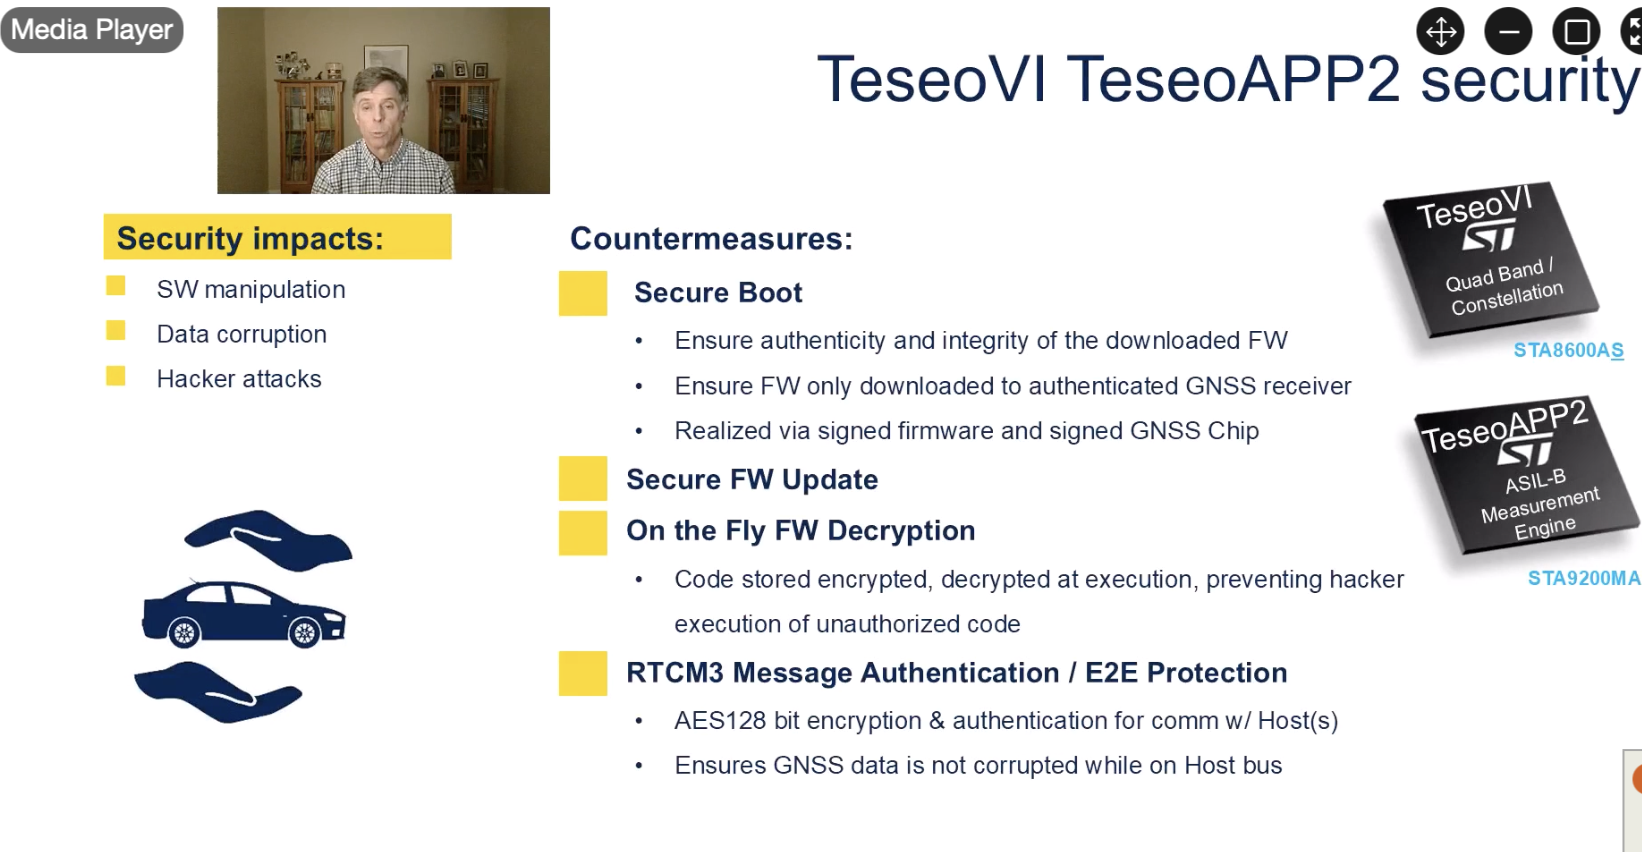 Media Player
TeseoVI TeseoAPP2 security
Security impacts:
SW manipulation
Data corruption
Hacker attacks
Countermeasures:
Secure Boot
• Ensure authenticity and integrity of the downloaded FW
• Ensure FW only downloaded to authenticated GNSS receiver
• Realized via signed firmware and signed GNSS Chip
Secure FW Update
On the Fly FW Decryption
• Code stored encrypted, decrypted at execution, preventing hacker
execution of unauthorized code
RTCM3 Message Authentication / E2E Protection
• AES128 bit encryption & authentication for comm w/ Host(s)
• Ensures GNSS data is not corrupted while on Host bus
TeseoVI
ST
Quad Band /
Constellation
STA8600AS
TeseoAPP2
ST
ASIL-B
Measurement
Engine
STA9200MA